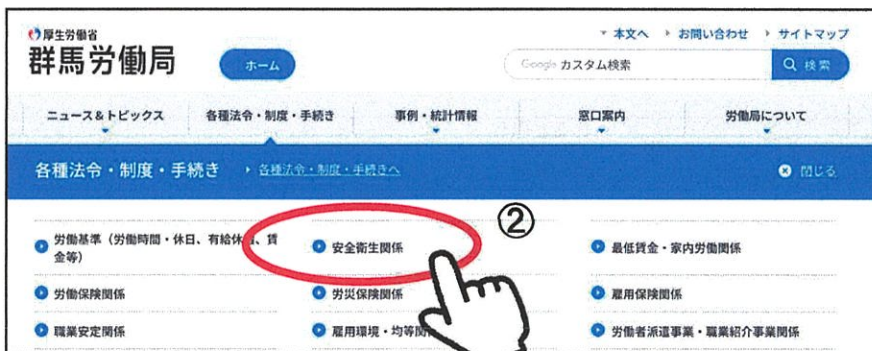 厚生労働省
群馬労働局
ホーム
本文へ お問い合わせ サイトマップ
Google カスタム検索
検索
ニュース&トピックス 各種法令・制度・手続き 事例・統計情報 窓口案内 労働局について
各種法令・制度・手続き 各種法令・制度・手続きへ 閉じる
②
労働基準(労働時間・休日、有給休 、賃
金等)
安全衛生関係
最低賃金・家内労働関係
労働保険関係
労災保険関係
雇用保険関係
職業安定関係
雇用環境・均等関
労働者派遣事業・職業紹介事業関係